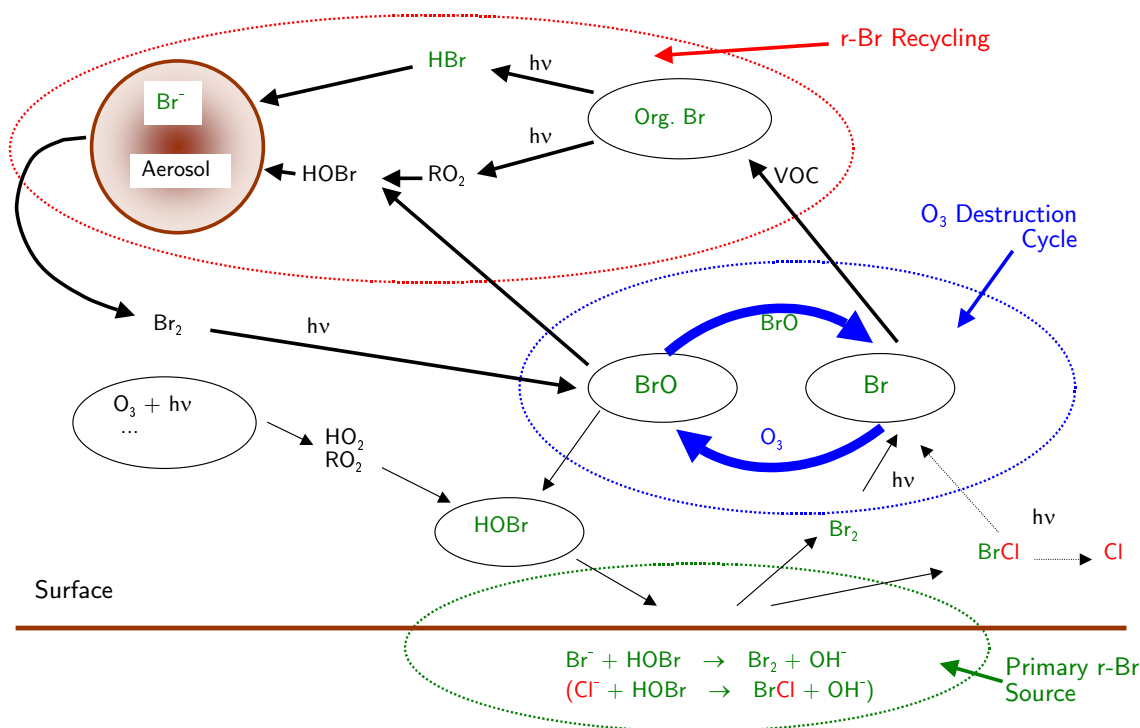 r-Br Recycling
HBr
hν
Br⁻
Org. Br
hν
Aerosol
HOBr
RO₂
VOC
O₃ Destruction
Cycle
Br₂
hν
BrO
BrO
Br
O₃ + hν
...
O₃
HO₂
RO₂
hν
HOBr
Br₂
hν
BrCl
Cl
Surface
Br⁻ + HOBr → Br₂ + OH⁻
(Cl⁻ + HOBr → BrCl + OH⁻)
Primary r-Br
Source